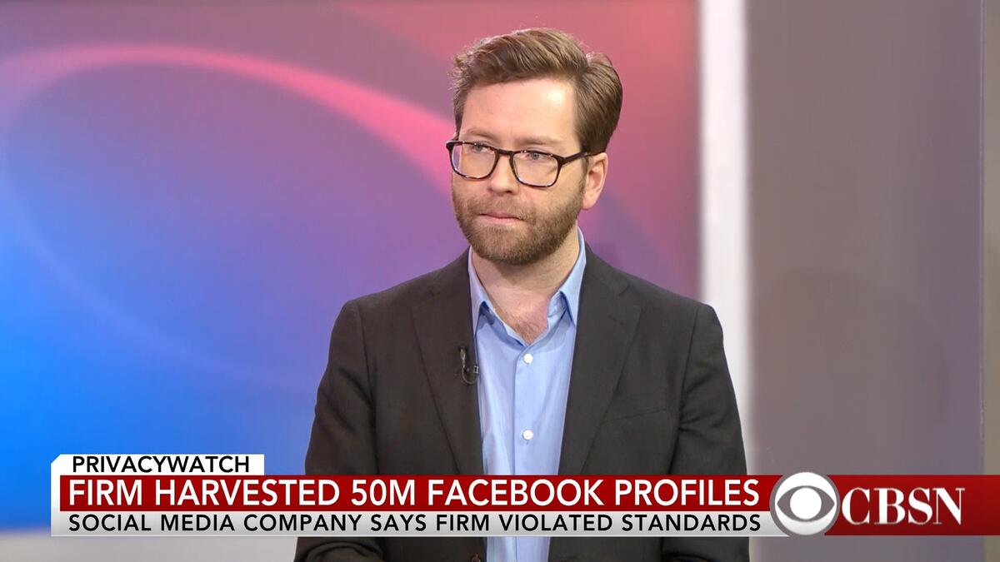 PRIVACYWATCH
FIRM HARVESTED 50M FACEBOOK PROFILES
SOCIAL MEDIA COMPANY SAYS FIRM VIOLATED STANDARDS
CBSN